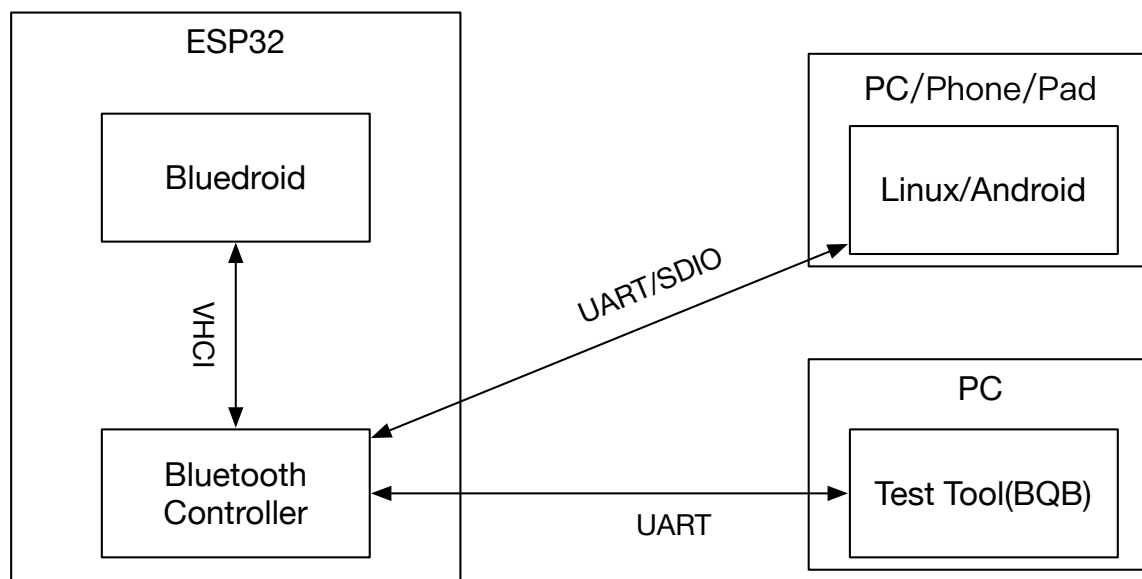 ESP32
Bluedroid
VHCI
Bluetooth
Controller
UART/SDIO
UART
PC/Phone/Pad
Linux/Android
PC
Test Tool(BQB)